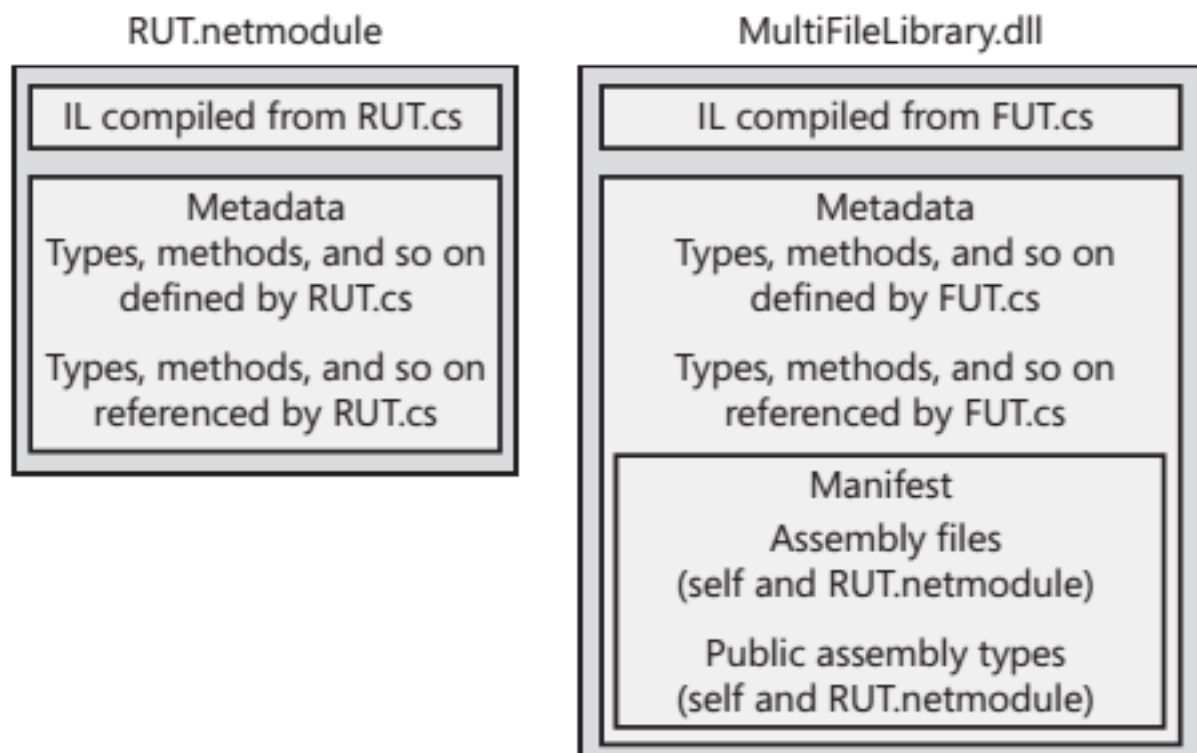 RUT.netmodule
IL compiled from RUT.cs
Metadata
Types, methods, and so on
defined by RUT.cs
Types, methods, and so on
referenced by RUT.cs
MultiFileLibrary.dll
IL compiled from FUT.cs
Metadata
Types, methods, and so on
defined by FUT.cs
Types, methods, and so on
referenced by FUT.cs
Manifest
Assembly files
(self and RUT.netmodule)
Public assembly types
(self and RUT.netmodule)